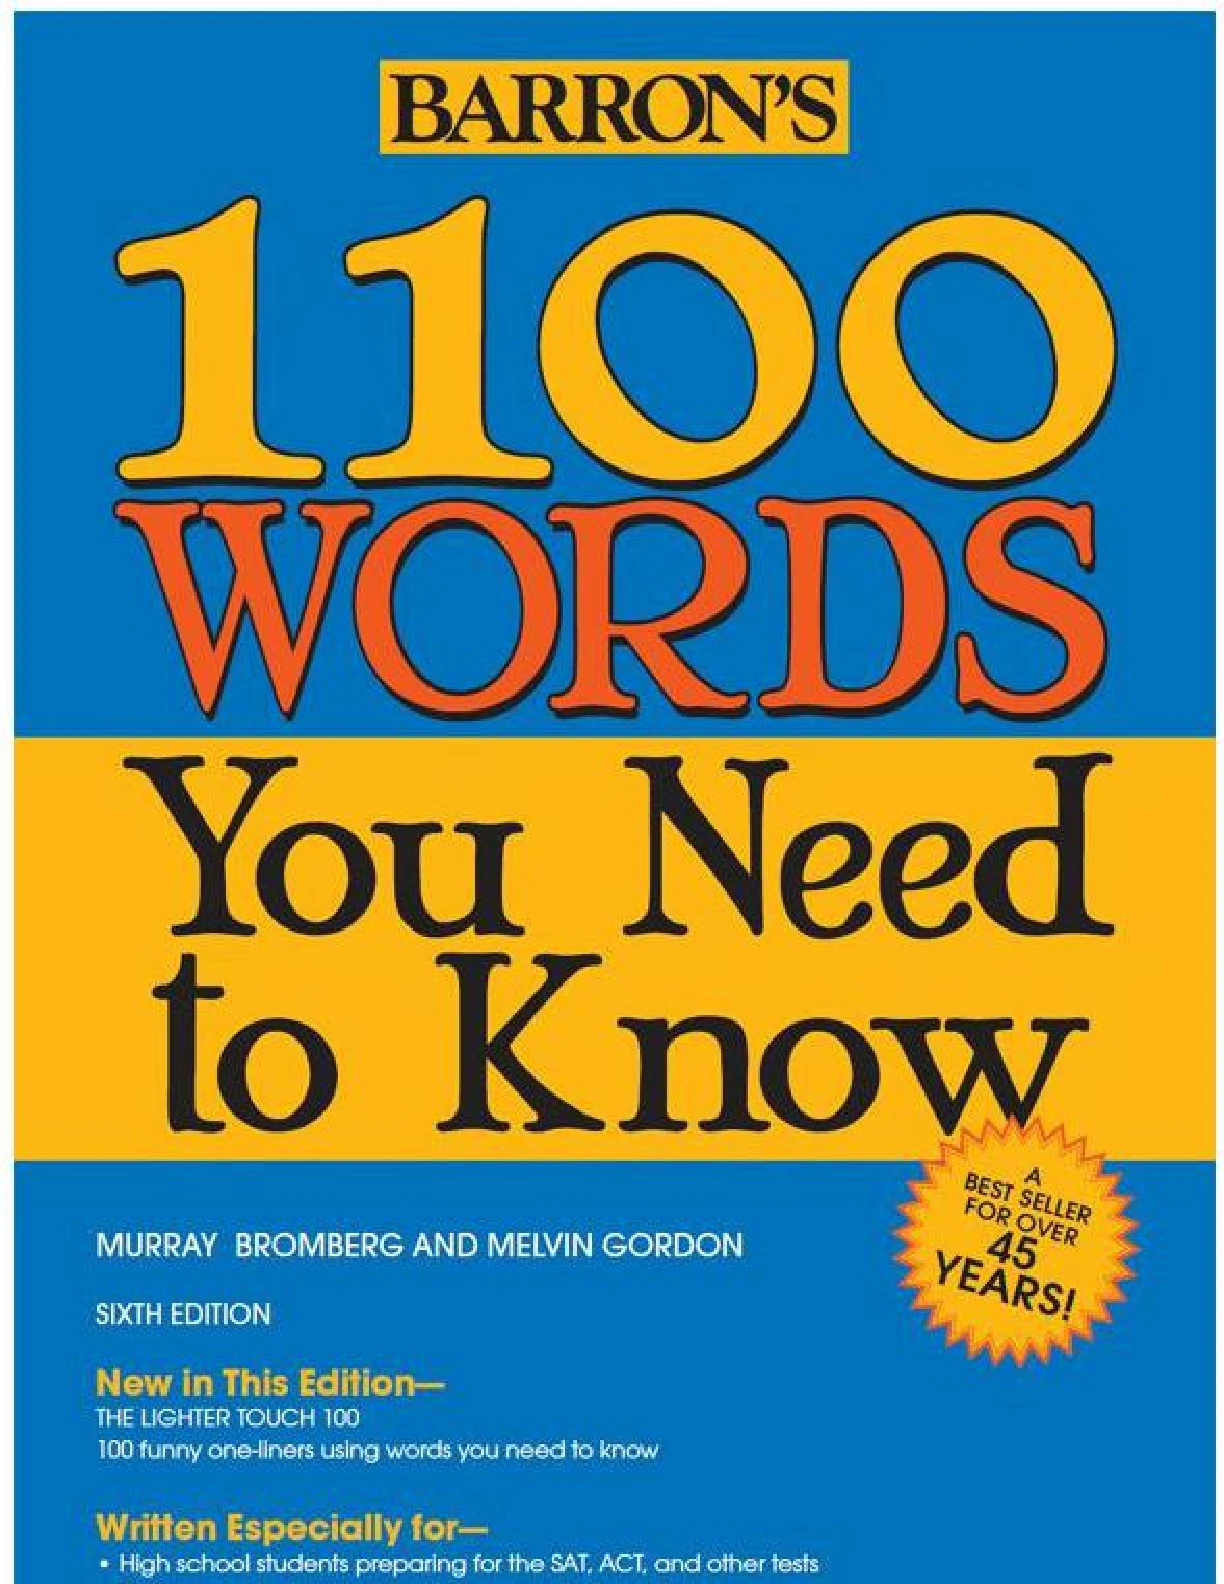 BARRON'S
1100
WORDS
You Need
to Know
A
BEST SELLER
FOR OVER
45
YEARS!
MURRAY BROMBERG AND MELVIN GORDON
SIXTH EDITION
New in This Edition—
THE LIGHTER TOUCH 100
100 funny one-liners using words you need to know
Written Especially for—
• High school students preparing for the SAT, ACT, and other tests